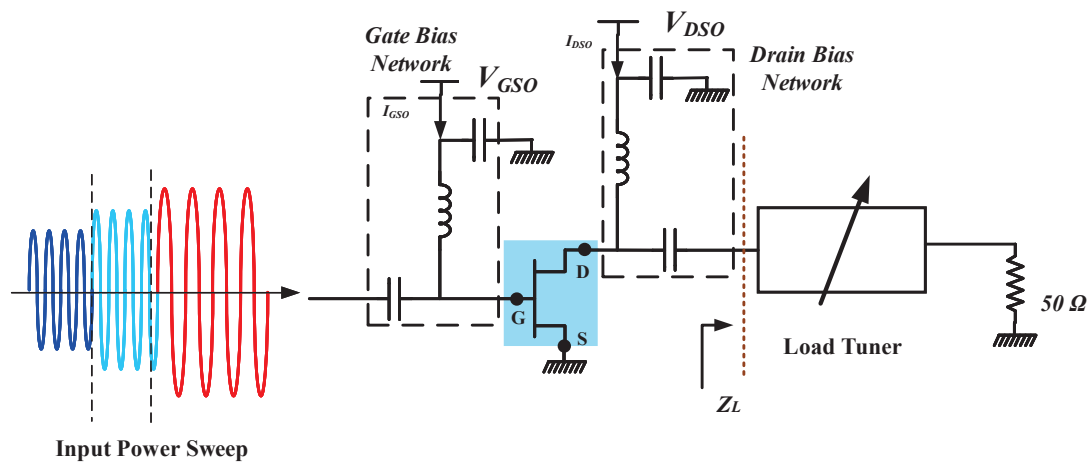 Gate Bias
Network
V_GSO
I_GSO
I_DSO
V_DSO
Drain Bias
Network
D
G
S
Z_L
Load Tuner
50 Ω
Input Power Sweep